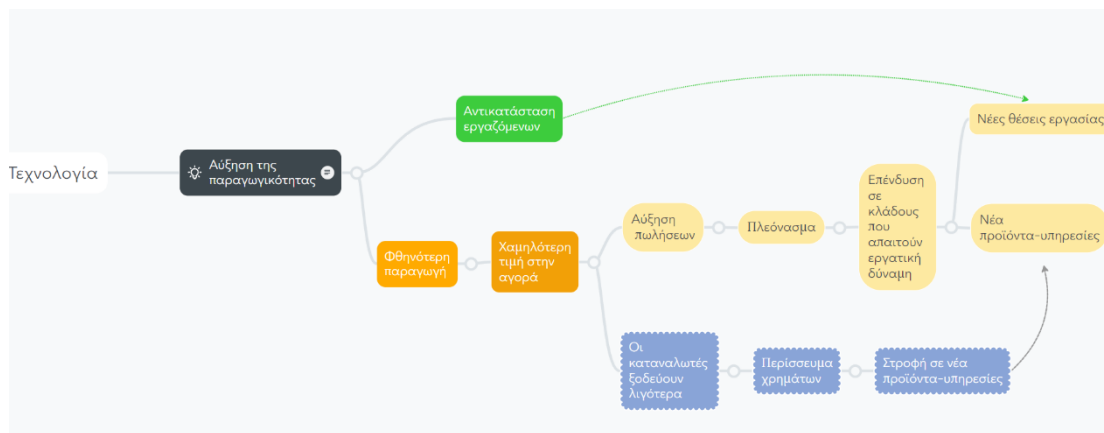 Τεχνολογία
Αύξηση της
παραγωγικότητας
Αντικατάσταση
εργαζόμενων
Φθηνότερη
παραγωγή
Χαμηλότερη
τιμή στην
αγορά
Αύξηση
πωλήσεων
Πλεόνασμα
Επένδυση
σε
κλάδους
που
απαιτούν
εργατική
δύναμη
Νέες θέσεις εργασίας
Νέα
προϊόντα-υπηρεσίες
Οι
καταναλωτές
ξοδεύουν
λιγότερα
Περίσσευμα
χρημάτων
Στροφή σε νέα
προϊόντα-υπηρεσίες